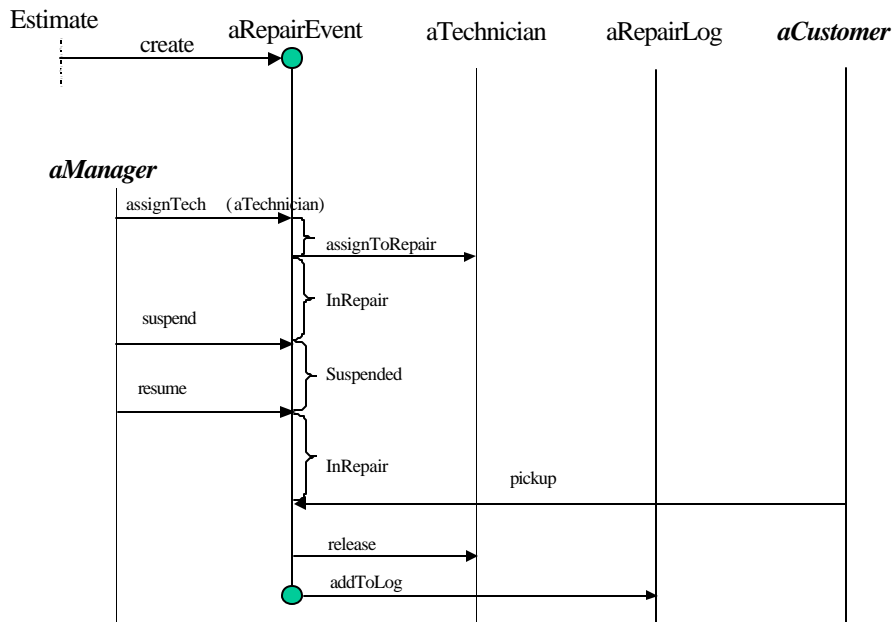 Estimate
create
aRepairEvent
aTechnician
aRepairLog
aCustomer
aManager
assignTech (aTechnician)
assignToRepair
InRepair
suspend
Suspended
resume
InRepair
pickup
release
addToLog